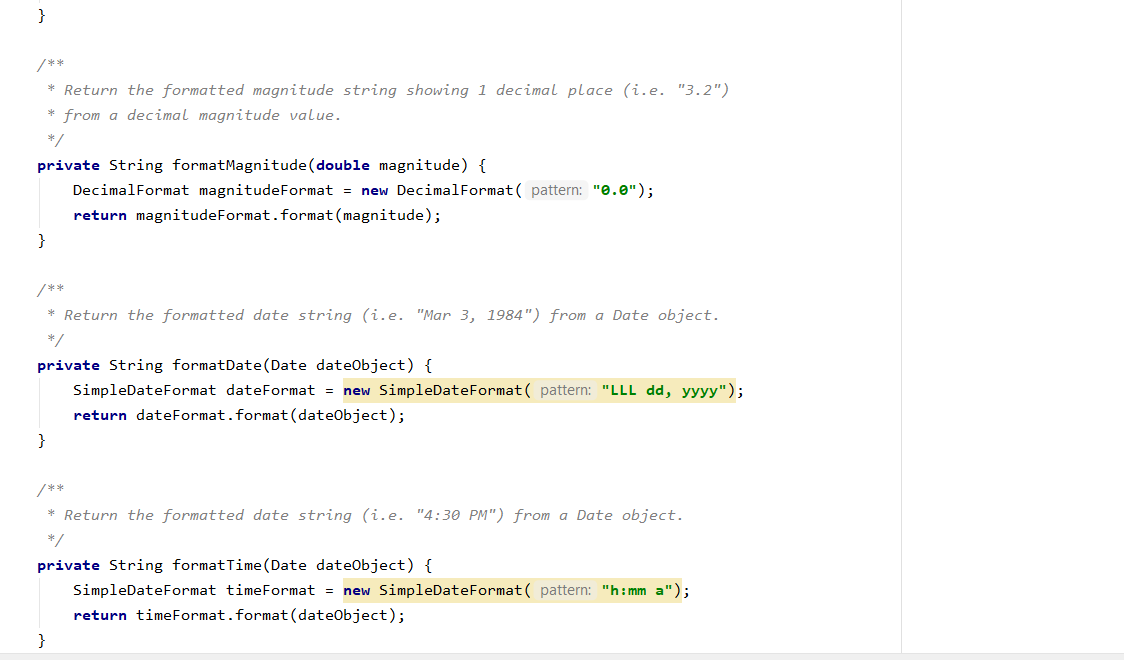 }
/**
 * Return the formatted magnitude string showing 1 decimal place (i.e. "3.2")
 * from a decimal magnitude value.
 */
private String formatMagnitude(double magnitude) {
    DecimalFormat magnitudeFormat = new DecimalFormat( pattern: "0.0");
    return magnitudeFormat.format(magnitude);
}
/**
 * Return the formatted date string (i.e. "Mar 3, 1984") from a Date object.
 */
private String formatDate(Date dateObject) {
    SimpleDateFormat dateFormat = new SimpleDateFormat( pattern: "LLL dd, yyyy");
    return dateFormat.format(dateObject);
}
/**
 * Return the formatted date string (i.e. "4:30 PM") from a Date object.
 */
private String formatTime(Date dateObject) {
    SimpleDateFormat timeFormat = new SimpleDateFormat( pattern: "h:mm a");
    return timeFormat.format(dateObject);
}